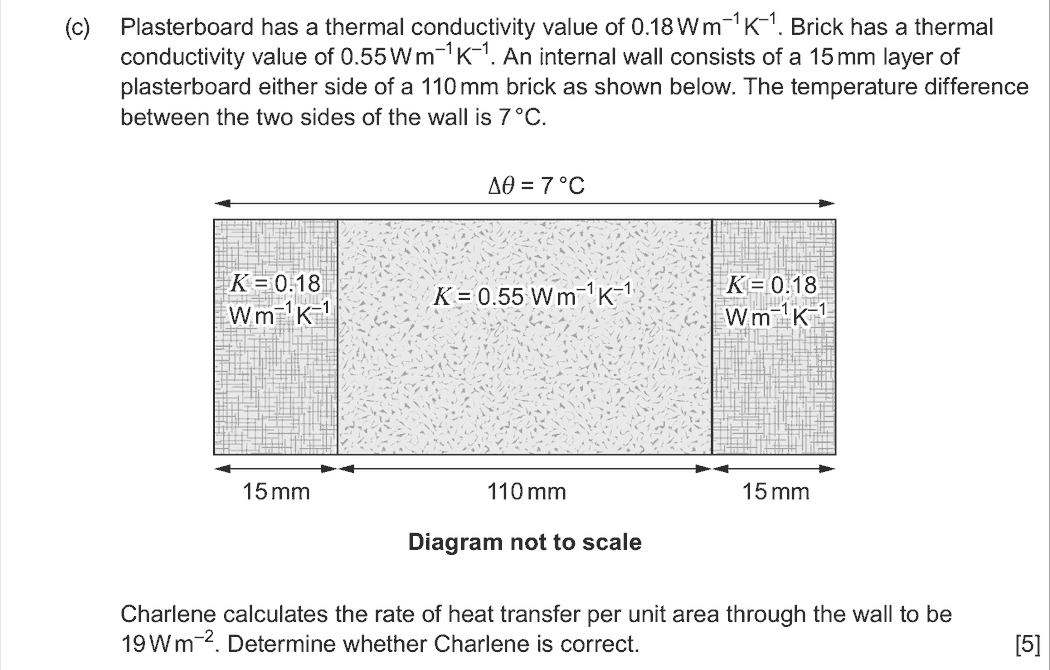 (c) Plasterboard has a thermal conductivity value of 0.18 W m⁻¹ K⁻¹. Brick has a thermal
conductivity value of 0.55 W m⁻¹ K⁻¹. An internal wall consists of a 15 mm layer of
plasterboard either side of a 110 mm brick as shown below. The temperature difference
between the two sides of the wall is 7 °C.
Δθ = 7 °C
K = 0.18
W m⁻¹ K⁻¹
K = 0.55 W m⁻¹ K⁻¹
K = 0.18
W m⁻¹ K⁻¹
15 mm
110 mm
15 mm
Diagram not to scale
Charlene calculates the rate of heat transfer per unit area through the wall to be
19 W m⁻². Determine whether Charlene is correct. [5]